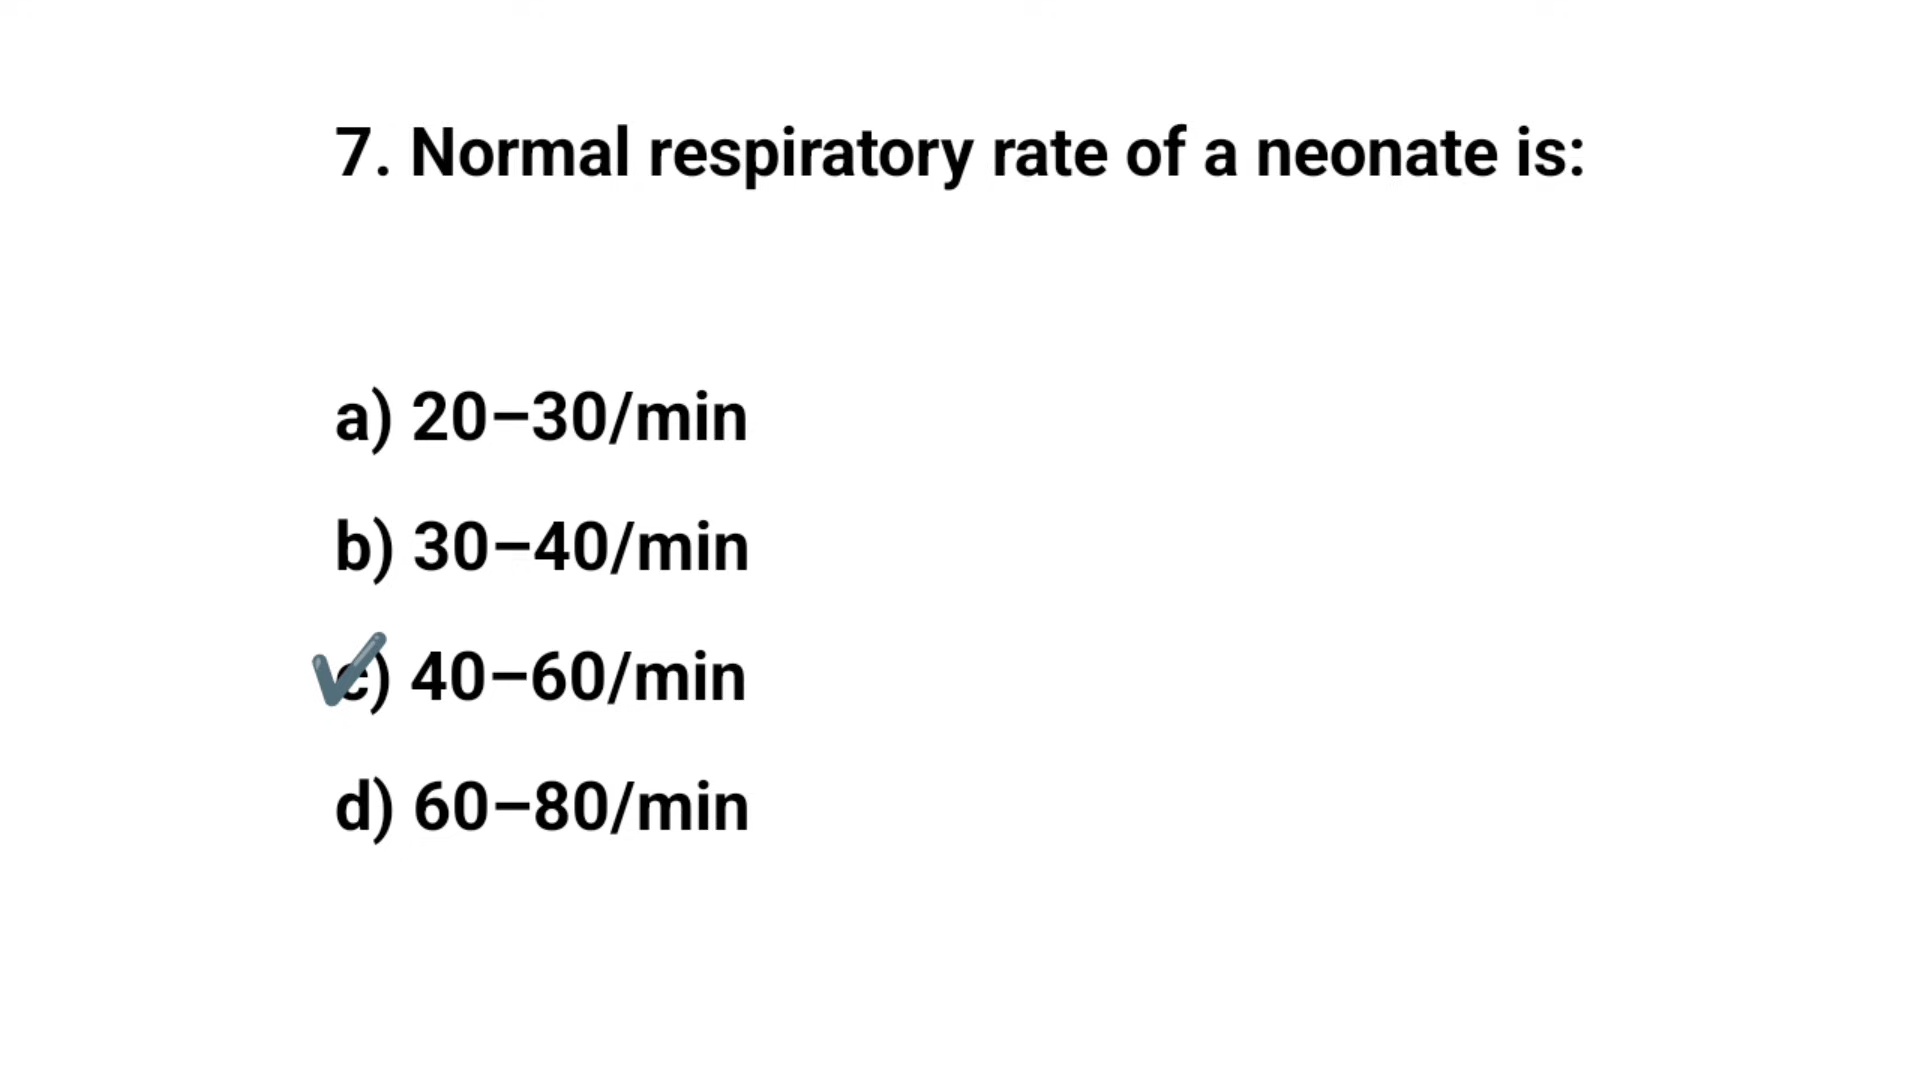 7. Normal respiratory rate of a neonate is:
a) 20–30/min
b) 30–40/min
c) 40–60/min
d) 60–80/min